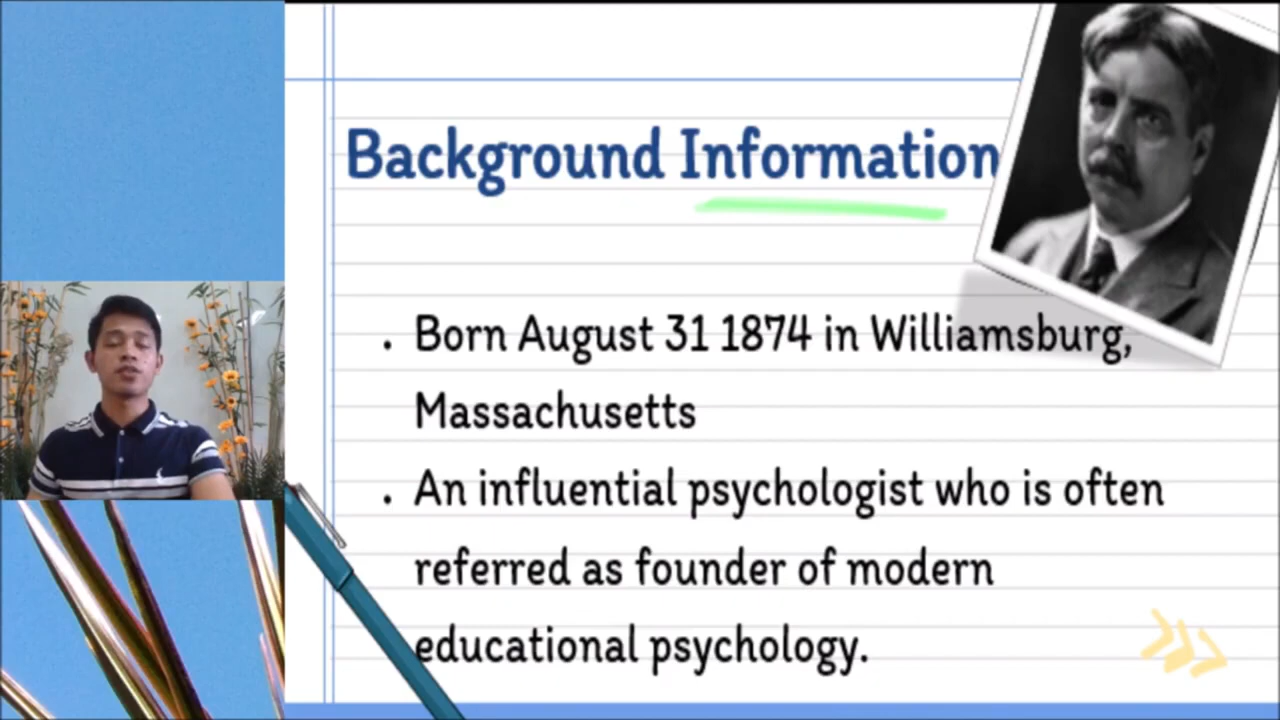 Background Information
. Born August 31 1874 in Williamsburg,
Massachusetts
. An influential psychologist who is often
referred as founder of modern
educational psychology.